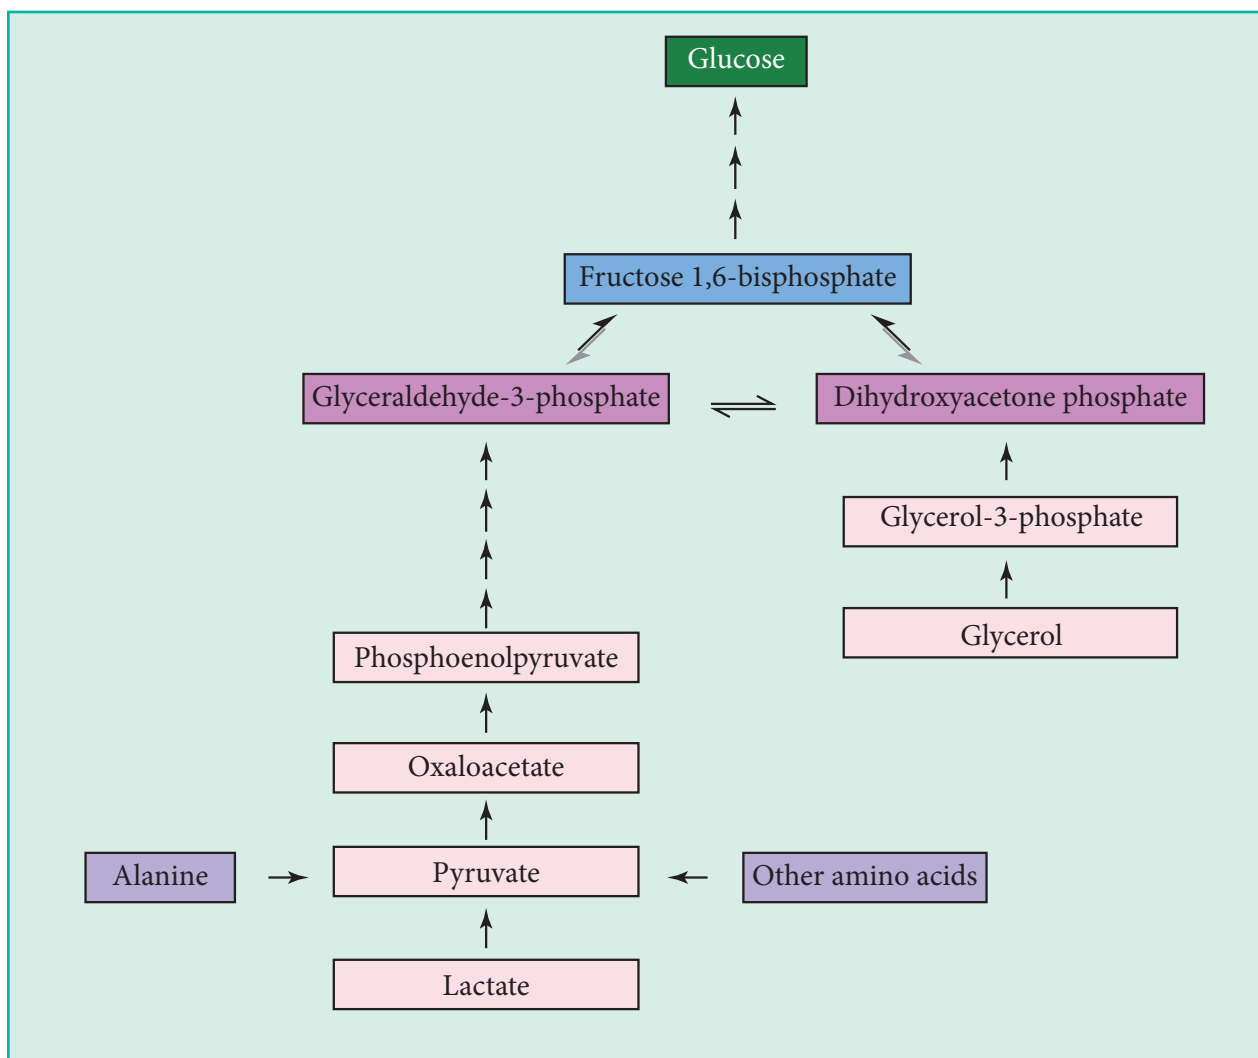 Glucose
Fructose 1,6-bisphosphate
Glyceraldehyde-3-phosphate
Dihydroxyacetone phosphate
Glycerol-3-phosphate
Glycerol
Phosphoenolpyruvate
Oxaloacetate
Alanine
Pyruvate
Other amino acids
Lactate